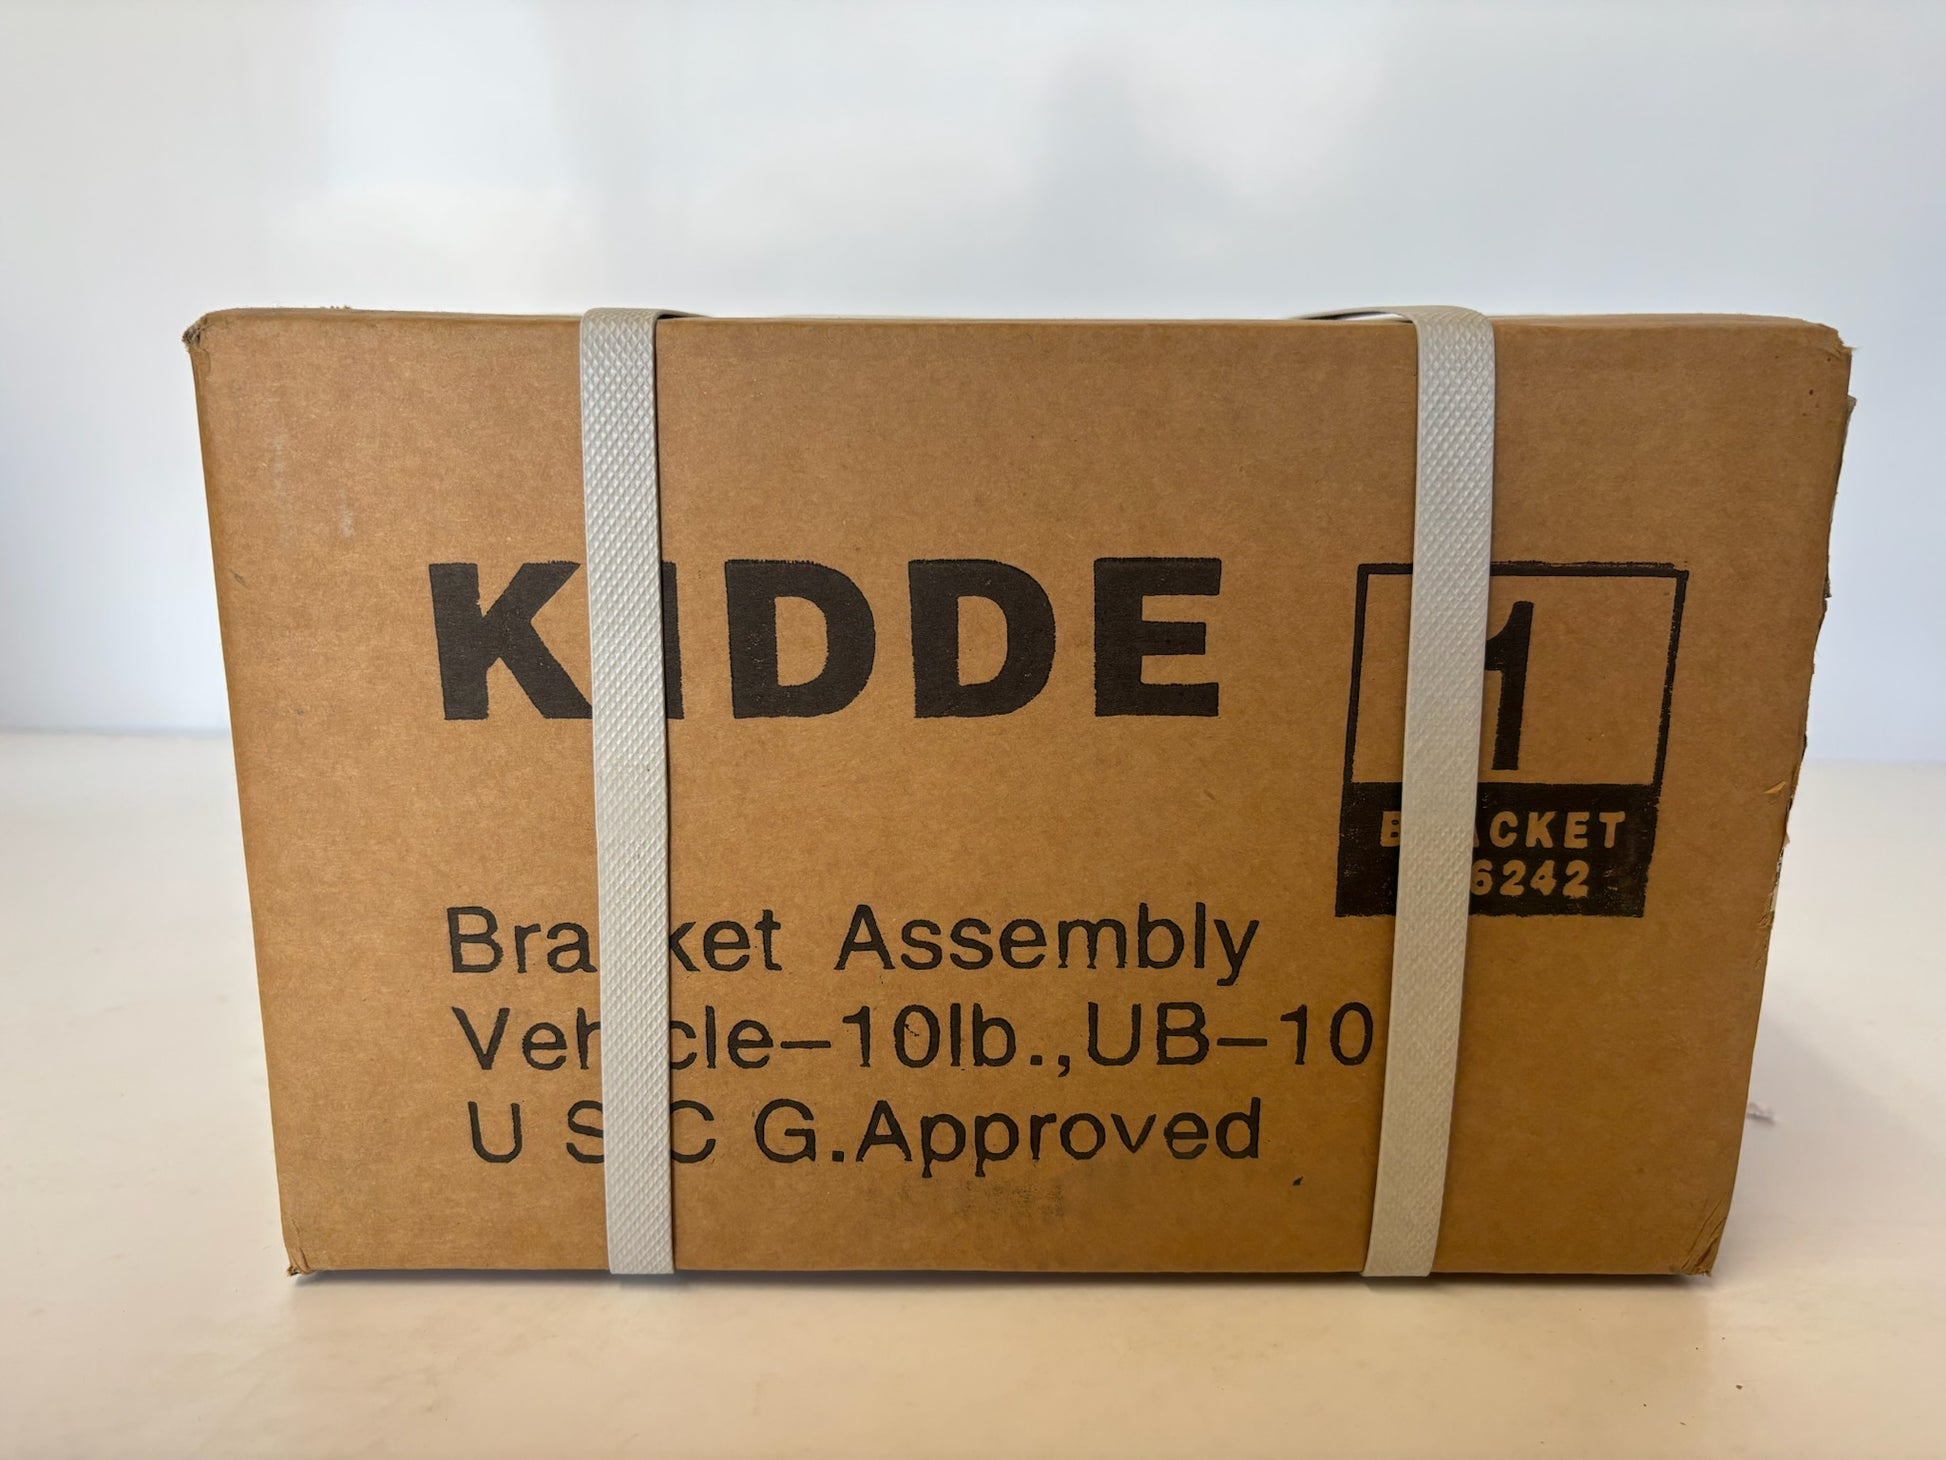 KIDDE
1
BRACKET
6242
Bracket Assembly
Vehicle-10lb.,UB-10
U S C G.Approved